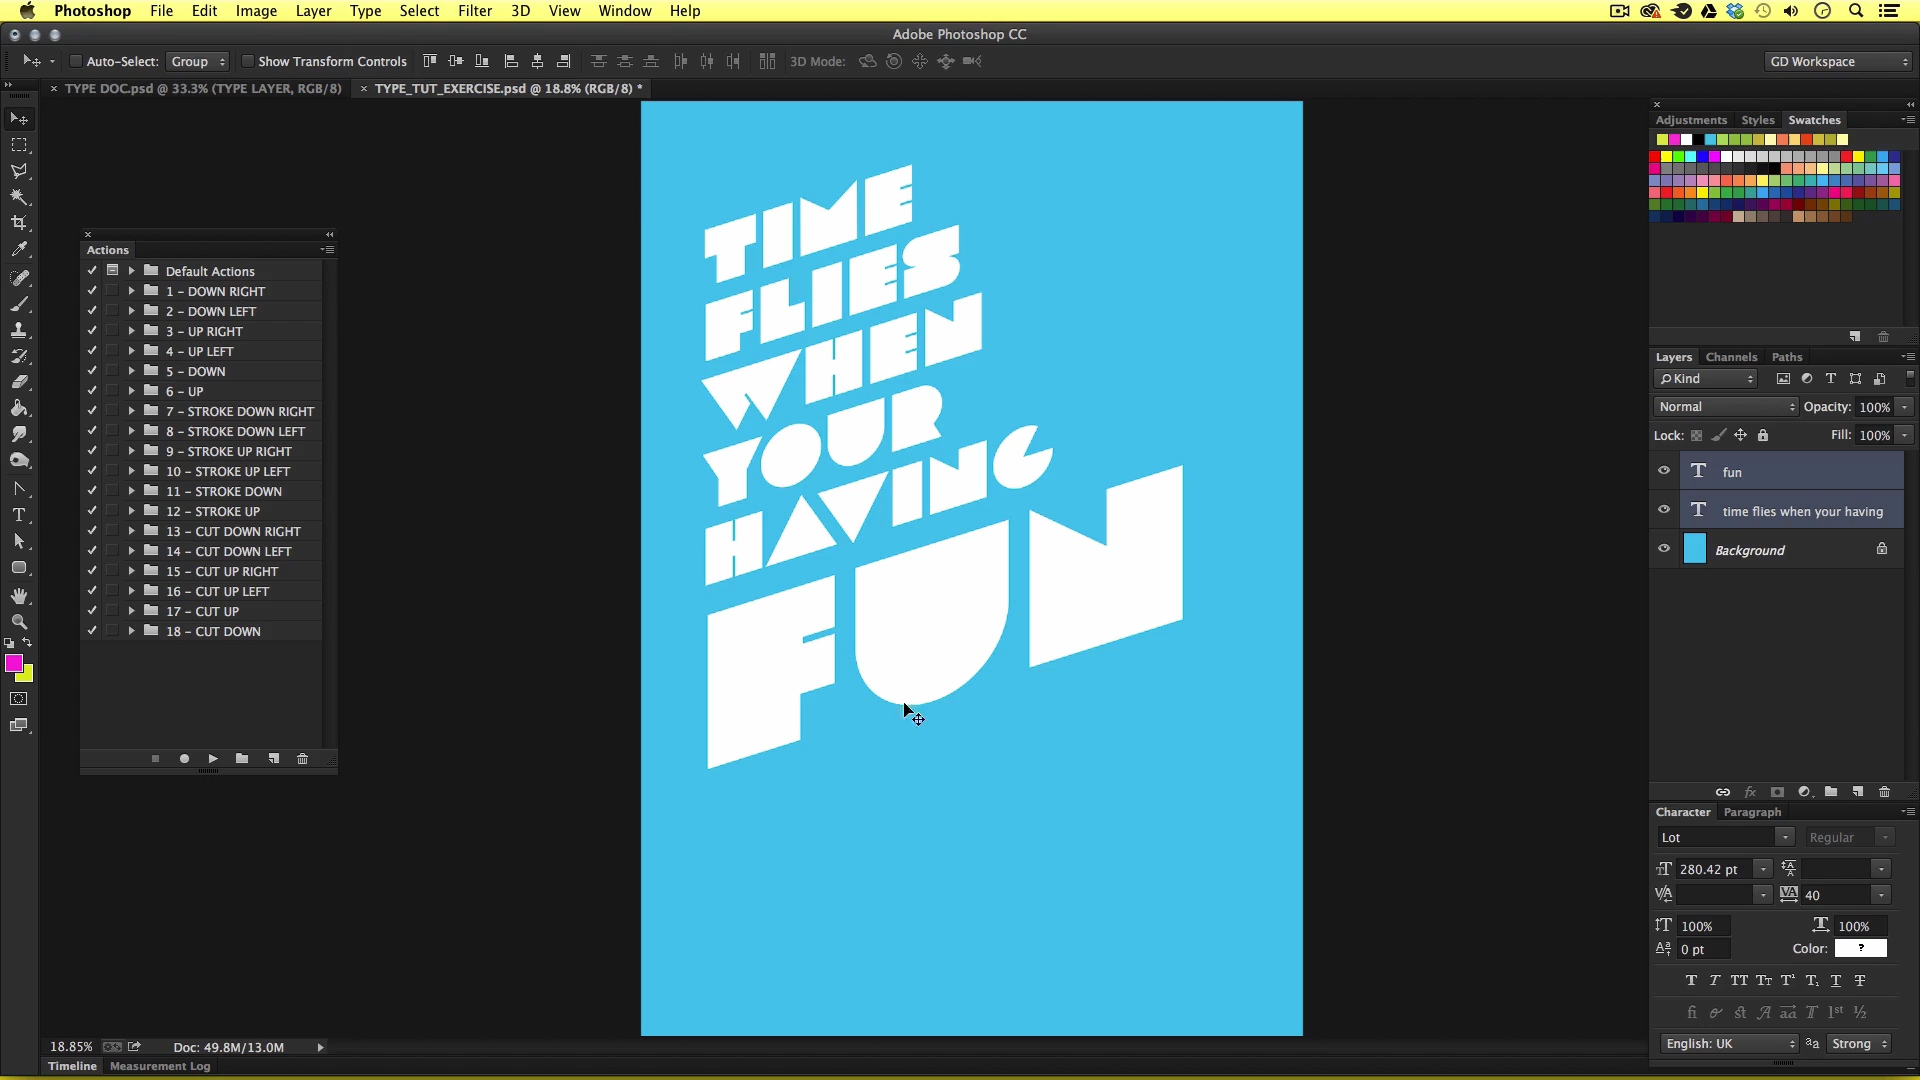 Photoshop File Edit Image Layer Type Select Filter 3D View Window Help
Adobe Photoshop CC
Auto-Select: Group Show Transform Controls 3D Mode: GD Workspace
TYPE DOC.psd @ 33.3% (TYPE LAYER, RGB/8) TYPE_TUT_EXERCISE.psd @ 18.8% (RGB/8) *
Actions
Default Actions
1 - DOWN RIGHT
2 - DOWN LEFT
3 - UP RIGHT
4 - UP LEFT
5 - DOWN
6 - UP
7 - STROKE DOWN RIGHT
8 - STROKE DOWN LEFT
9 - STROKE UP RIGHT
10 - STROKE UP LEFT
11 - STROKE DOWN
12 - STROKE UP
13 - CUT DOWN RIGHT
14 - CUT DOWN LEFT
15 - CUT UP RIGHT
16 - CUT UP LEFT
17 - CUT UP
18 - CUT DOWN
TIME
FLIES
WHEN
YOUR
HAVING
FUN
Adjustments Styles Swatches
Layers Channels Paths
Kind
Normal Opacity: 100%
Lock: Fill: 100%
fun
time flies when your having
Background
Character Paragraph
Lot Regular
280.42 pt
40
100% 100%
0 pt Color: ?
English: UK Strong
18.85% Doc: 49.8M/13.0M
Timeline Measurement Log